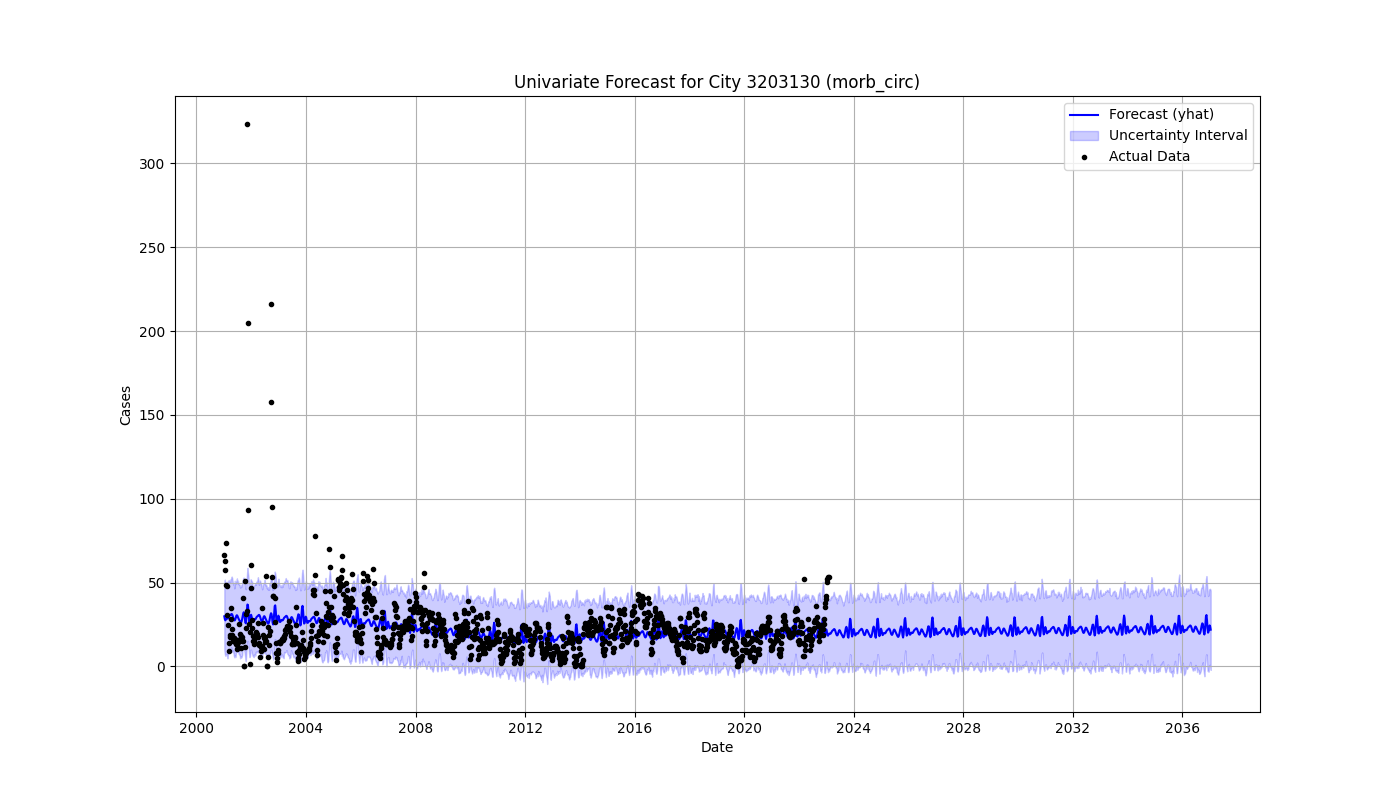 Univariate Forecast for City 3203130 (morb_circ)
Forecast (yhat)
Uncertainty Interval
Actual Data
Cases
300
250
200
150
100
50
0
2000 2004 2008 2012 2016 2020 2024 2028 2032 2036
Date